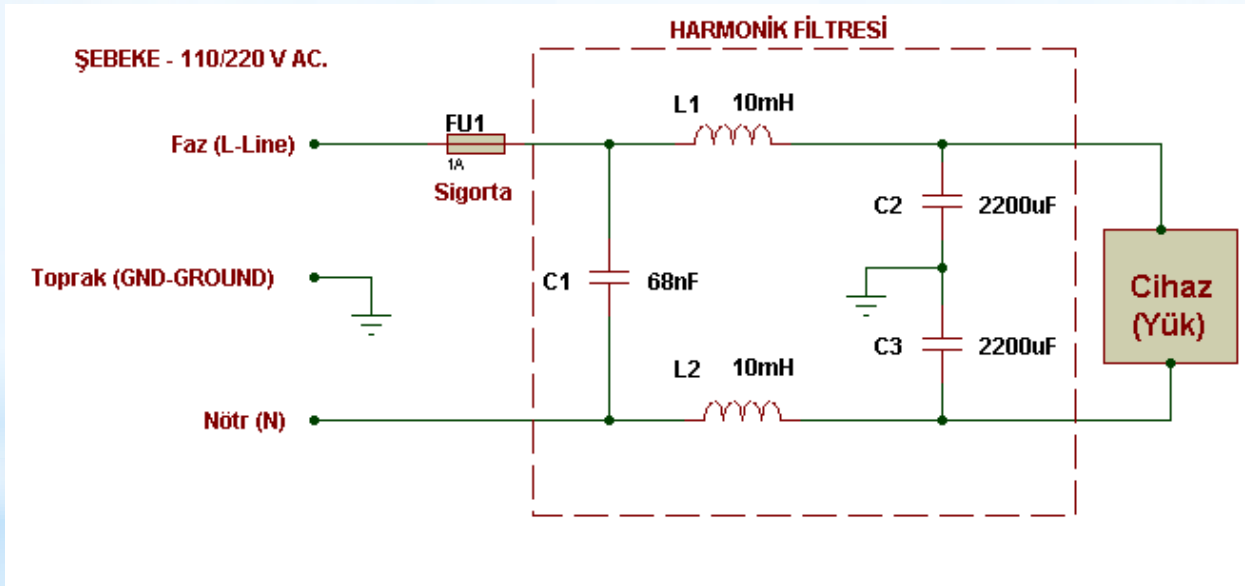 HARMONİK FİLTRESİ
ŞEBEKE - 110/220 V AC.
L1 10mH
FU1
Faz (L-Line)
1A
Sigorta
C2 2200uF
Toprak (GND-GROUND)
C1 68nF
Cihaz
(Yük)
C3 2200uF
L2 10mH
Nötr (N)